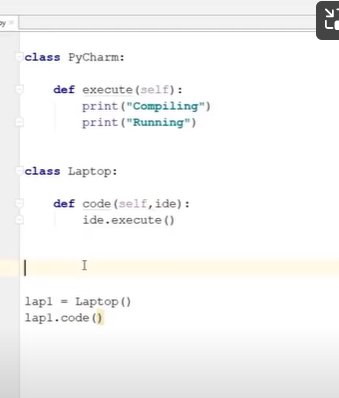 py
class PyCharm:
def execute(self):
print("Compiling")
print("Running")
class Laptop:
def code(self,ide):
ide.execute()
lap1 = Laptop()
lap1.code()